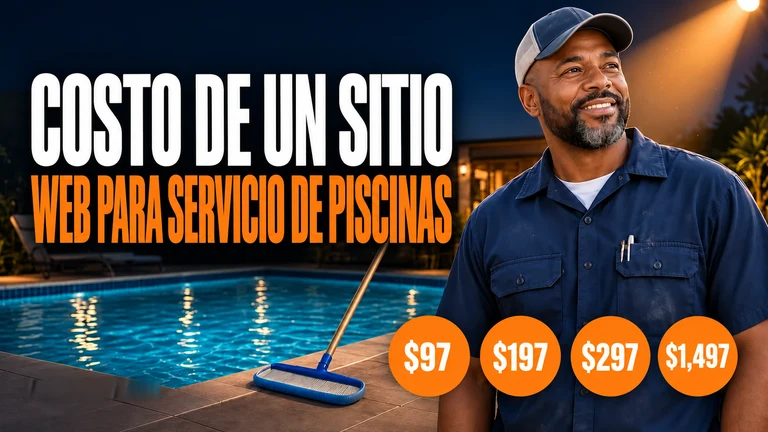 COSTO DE UN SITIO
WEB PARA SERVICIO DE PISCINAS
$97
$197
$297
$1,497